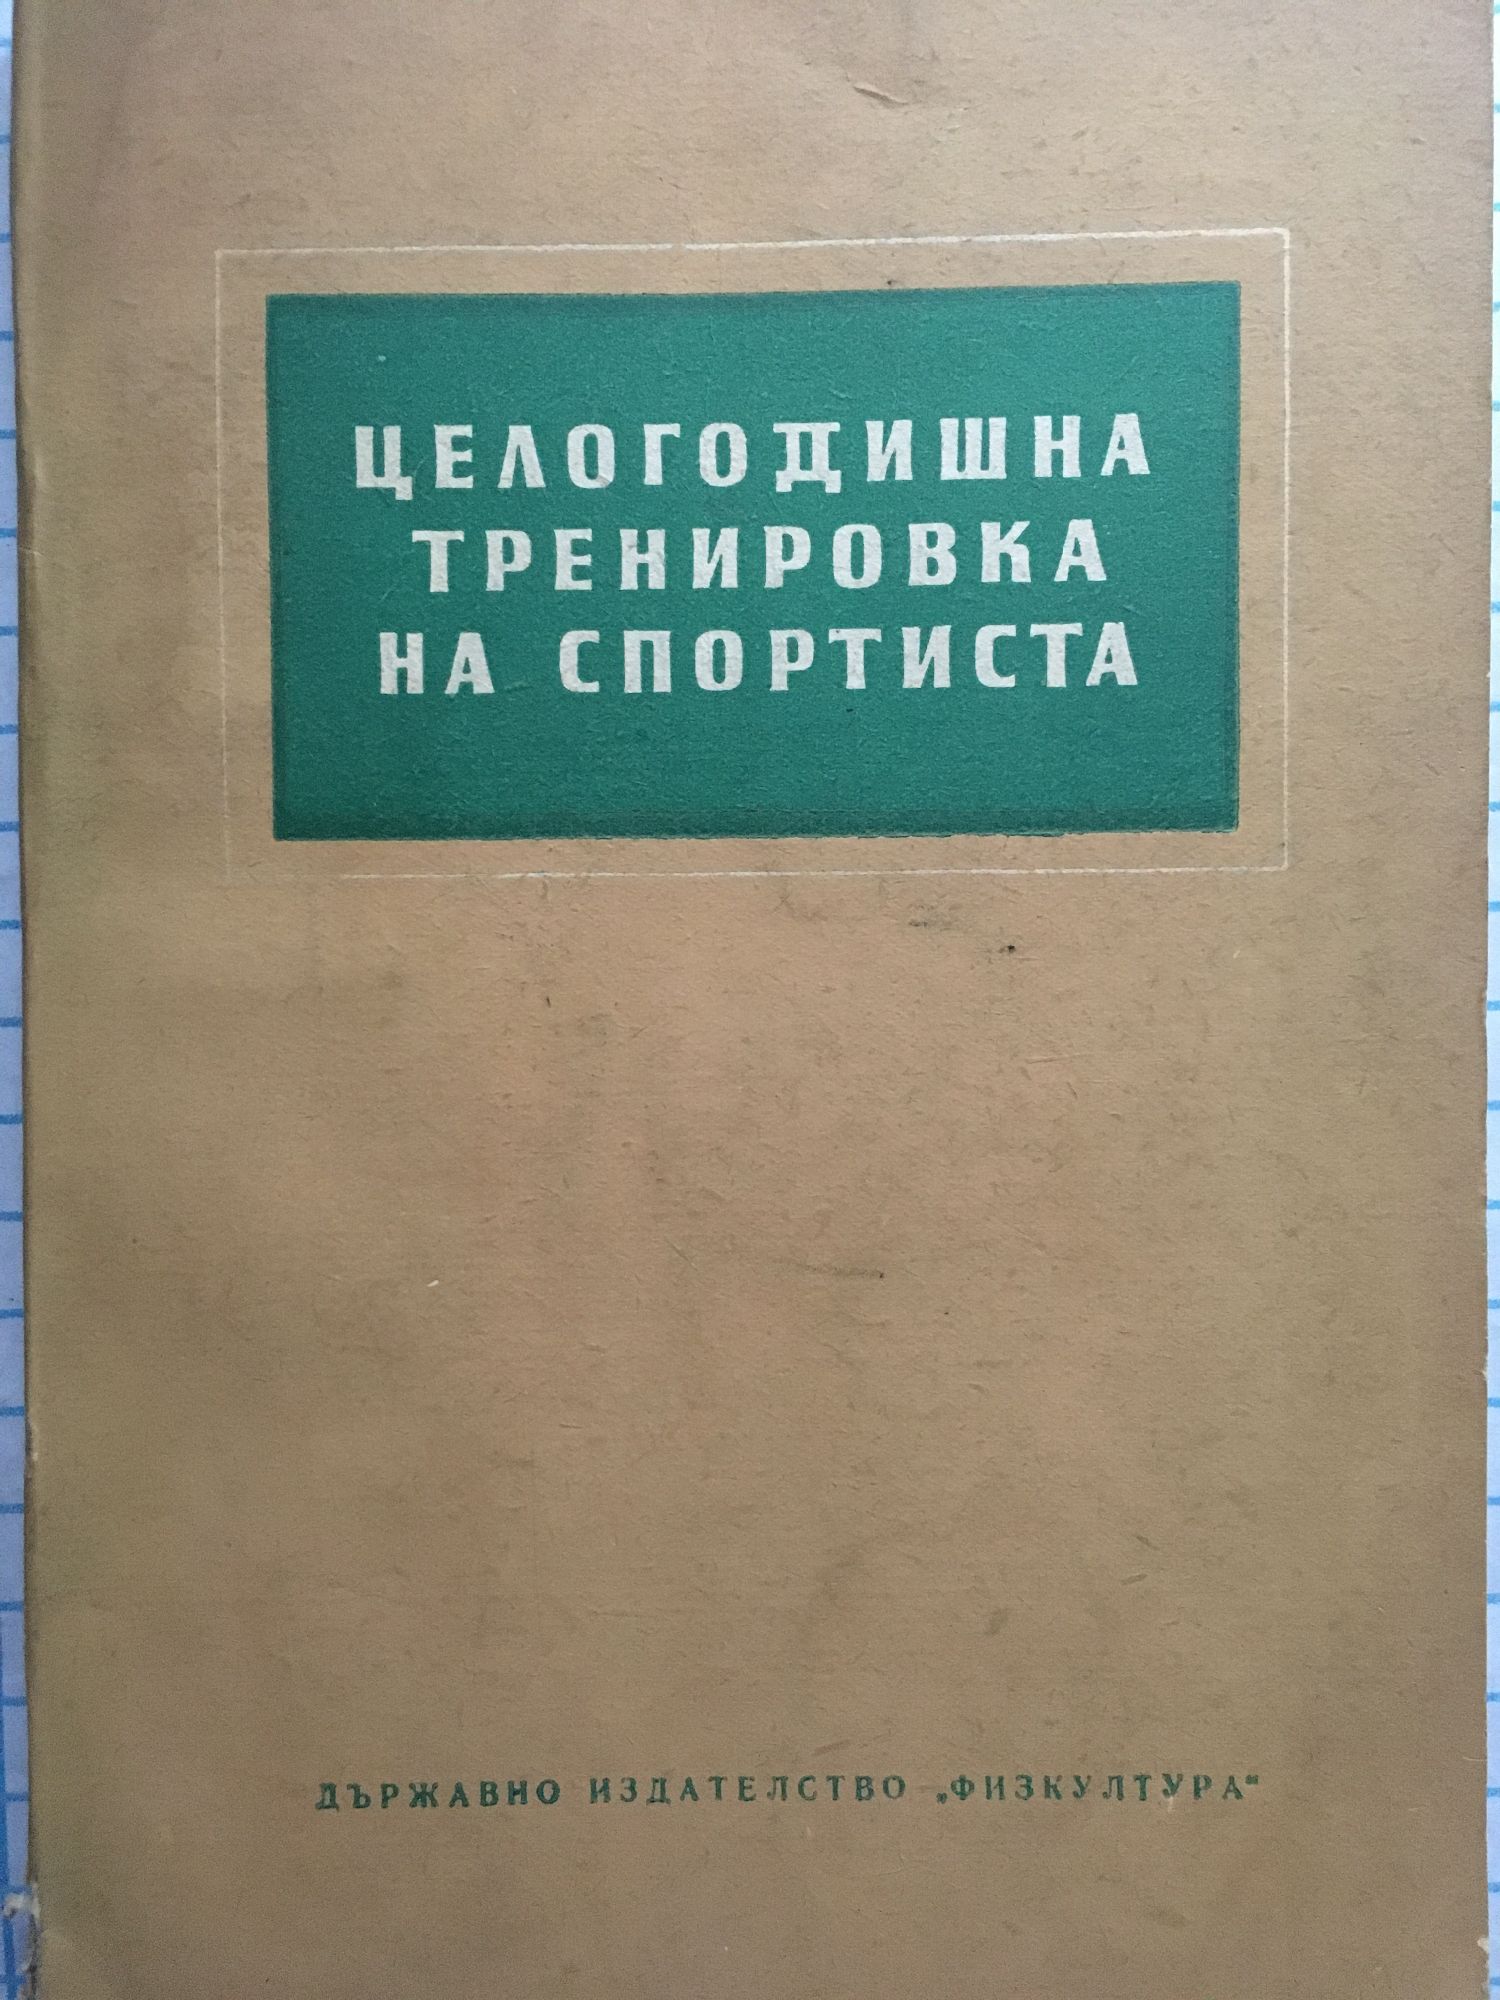 ЦЕЛОГОДИШНА
ТРЕНИРОВКА
НА СПОРТИСТА
ДЪРЖАВНО ИЗДАТЕЛСТВО „ФИЗКУЛТУРА“